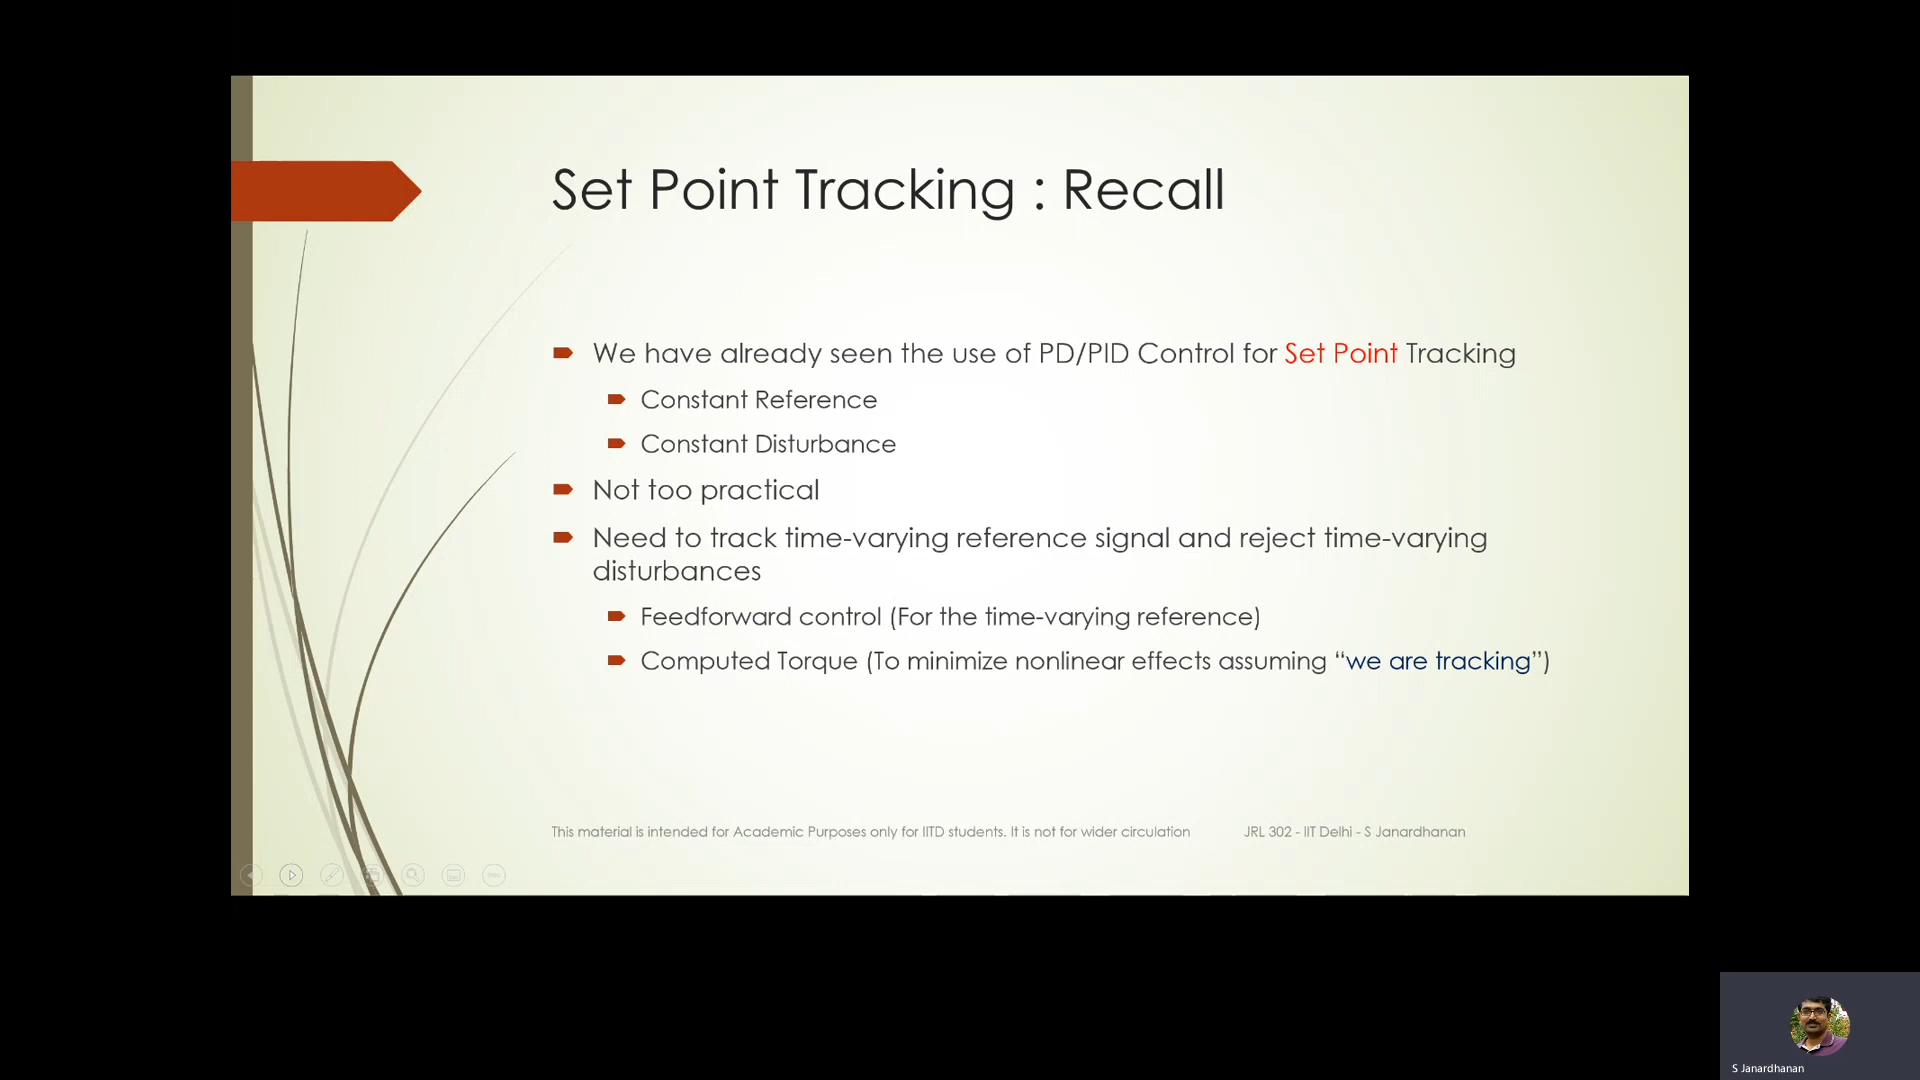 Set Point Tracking : Recall
We have already seen the use of PD/PID Control for Set Point Tracking
Constant Reference
Constant Disturbance
Not too practical
Need to track time-varying reference signal and reject time-varying
disturbances
Feedforward control (For the time-varying reference)
Computed Torque (To minimize nonlinear effects assuming “we are tracking”)
This material is intended for Academic Purposes only for IITD students. It is not for wider circulation
JRL 302 - IIT Delhi - S Janardhanan
S Janardhanan